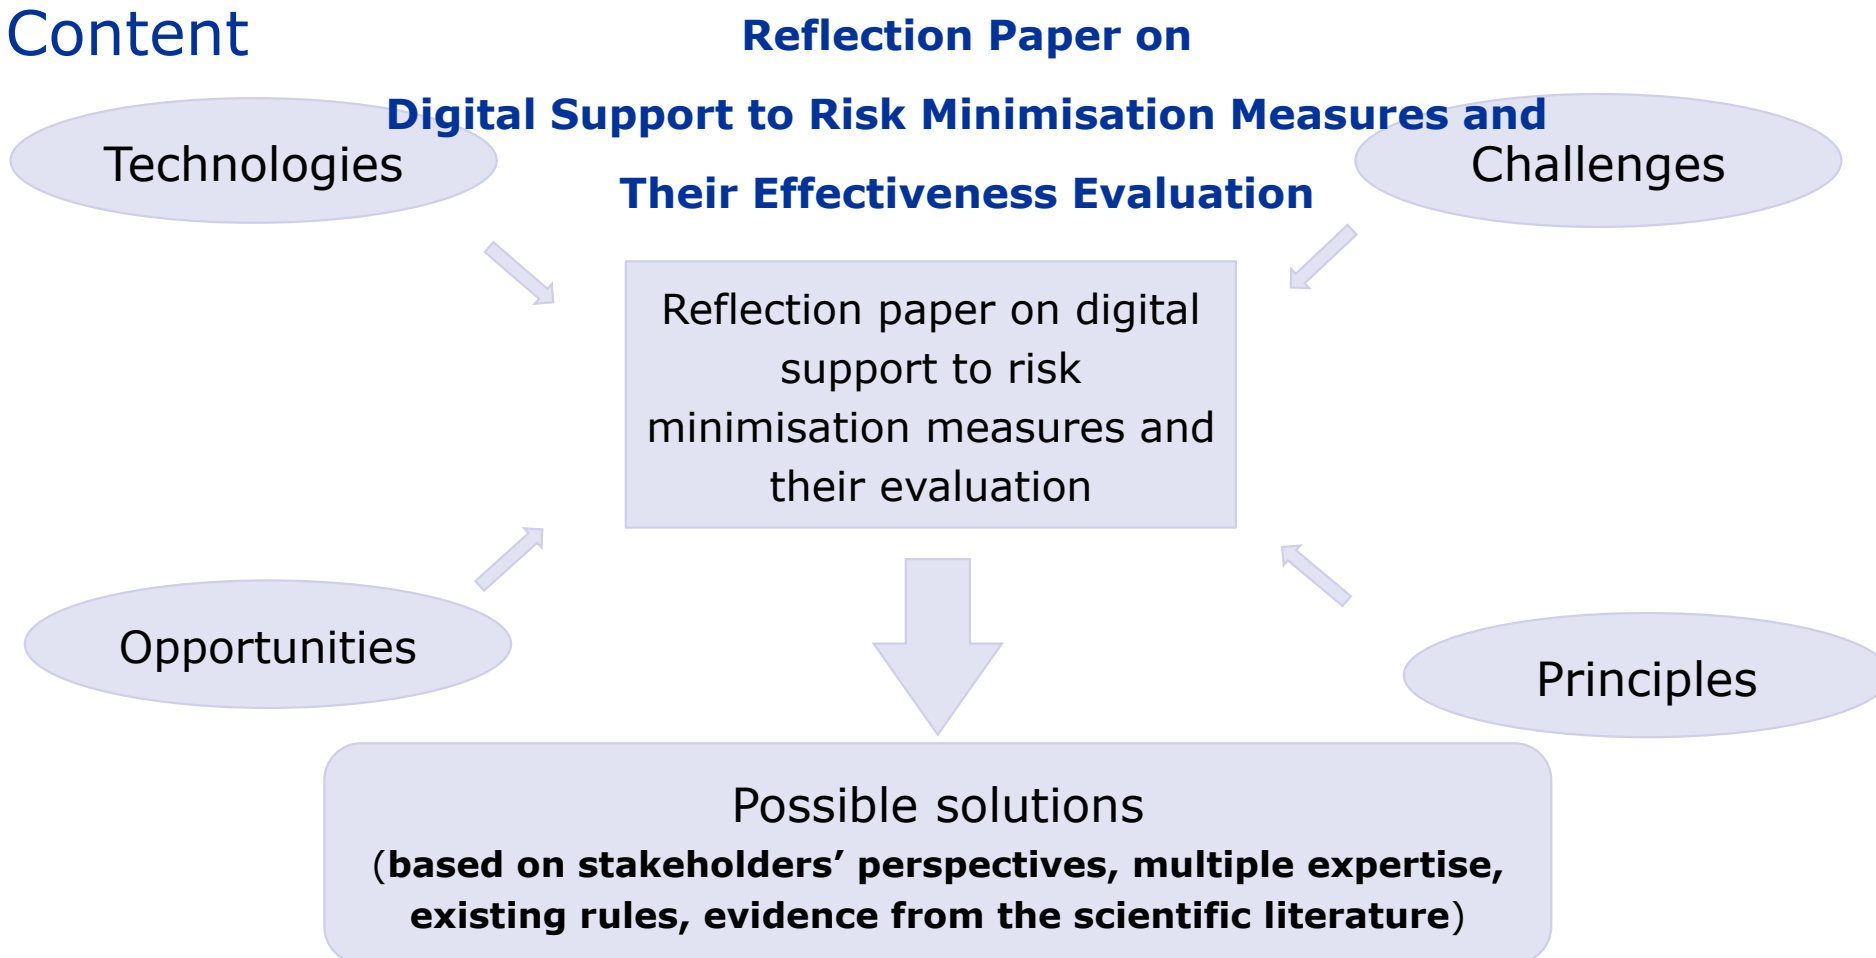 Content
Reflection Paper on
Digital Support to Risk Minimisation Measures and
Their Effectiveness Evaluation
Technologies
Challenges
Reflection paper on digital
support to risk
minimisation measures and
their evaluation
Opportunities
Principles
Possible solutions
(based on stakeholders’ perspectives, multiple expertise,
existing rules, evidence from the scientific literature)